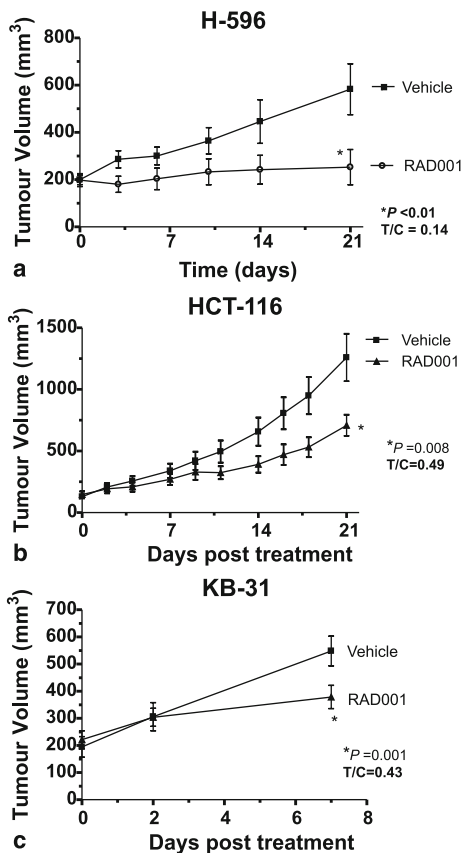 H-596
Tumour Volume (mm³)
800
600
400
200
0
0 7 14 21
Time (days)
Vehicle
*
RAD001
*P <0.01
T/C = 0.14
a
HCT-116
Tumour Volume (mm³)
1500
1000
500
0
0 7 14 21
Days post treatment
Vehicle
RAD001
*
*P =0.008
T/C=0.49
b
KB-31
Tumour Volume (mm³)
700
600
500
400
300
200
100
0
0 2 4 6 8
Days post treatment
Vehicle
RAD001
*
*P =0.001
T/C=0.43
c